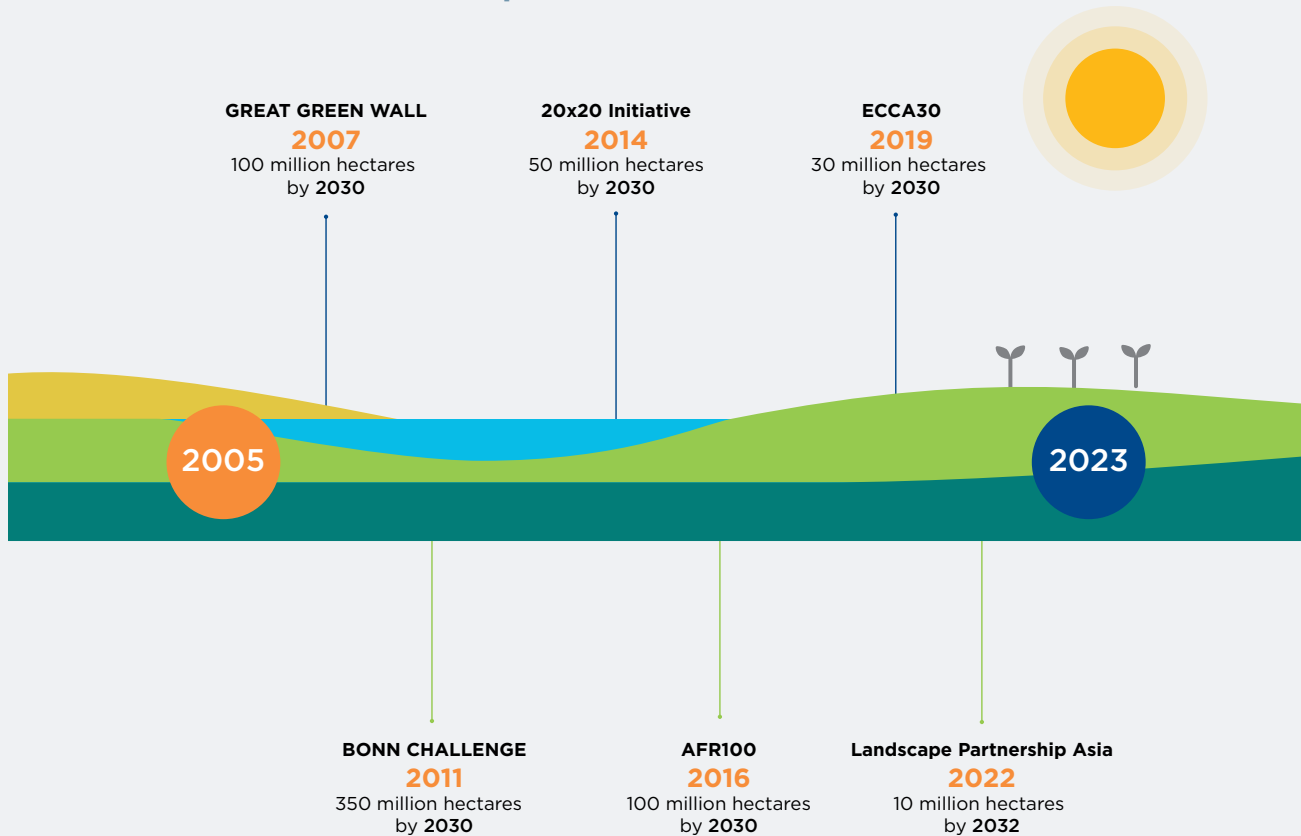 GREAT GREEN WALL
2007
100 million hectares
by 2030
20x20 Initiative
2014
50 million hectares
by 2030
ECCA30
2019
30 million hectares
by 2030
2005
2023
BONN CHALLENGE
2011
350 million hectares
by 2030
AFR100
2016
100 million hectares
by 2030
Landscape Partnership Asia
2022
10 million hectares
by 2032